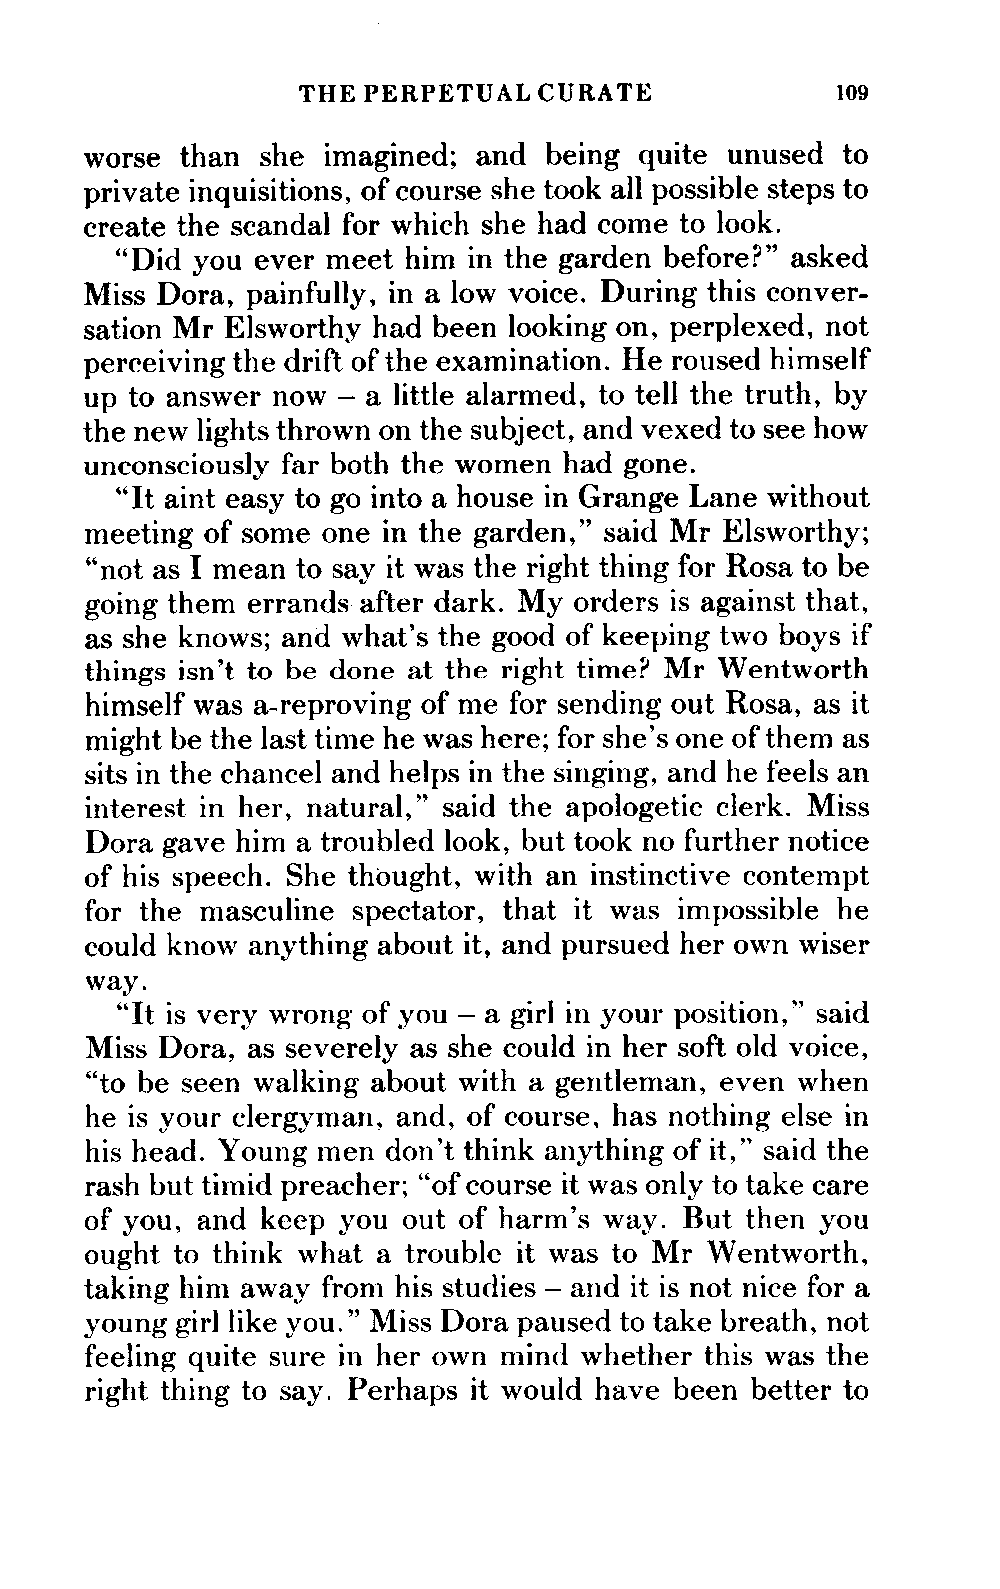 THE PERPETUAL CURATE 109
worse than she imagined; and being quite unused to
private inquisitions, of course she took all possible steps to
create the scandal for which she had come to look.
“Did you ever meet him in the garden before?” asked
Miss Dora, painfully, in a low voice. During this conver-
sation Mr Elsworthy had been looking on, perplexed, not
perceiving the drift of the examination. He roused himself
up to answer now – a little alarmed, to tell the truth, by
the new lights thrown on the subject, and vexed to see how
unconsciously far both the women had gone.
“It aint easy to go into a house in Grange Lane without
meeting of some one in the garden,” said Mr Elsworthy;
“not as I mean to say it was the right thing for Rosa to be
going them errands after dark. My orders is against that,
as she knows; and what’s the good of keeping two boys if
things isn’t to be done at the right time? Mr Wentworth
himself was a-reproving of me for sending out Rosa, as it
might be the last time he was here; for she’s one of them as
sits in the chancel and helps in the singing, and he feels an
interest in her, natural,” said the apologetic clerk. Miss
Dora gave him a troubled look, but took no further notice
of his speech. She thought, with an instinctive contempt
for the masculine spectator, that it was impossible he
could know anything about it, and pursued her own wiser
way.
“It is very wrong of you – a girl in your position,” said
Miss Dora, as severely as she could in her soft old voice,
“to be seen walking about with a gentleman, even when
he is your clergyman, and, of course, has nothing else in
his head. Young men don’t think anything of it,” said the
rash but timid preacher; “of course it was only to take care
of you, and keep you out of harm’s way. But then you
ought to think what a trouble it was to Mr Wentworth,
taking him away from his studies – and it is not nice for a
young girl like you.” Miss Dora paused to take breath, not
feeling quite sure in her own mind whether this was the
right thing to say. Perhaps it would have been better to